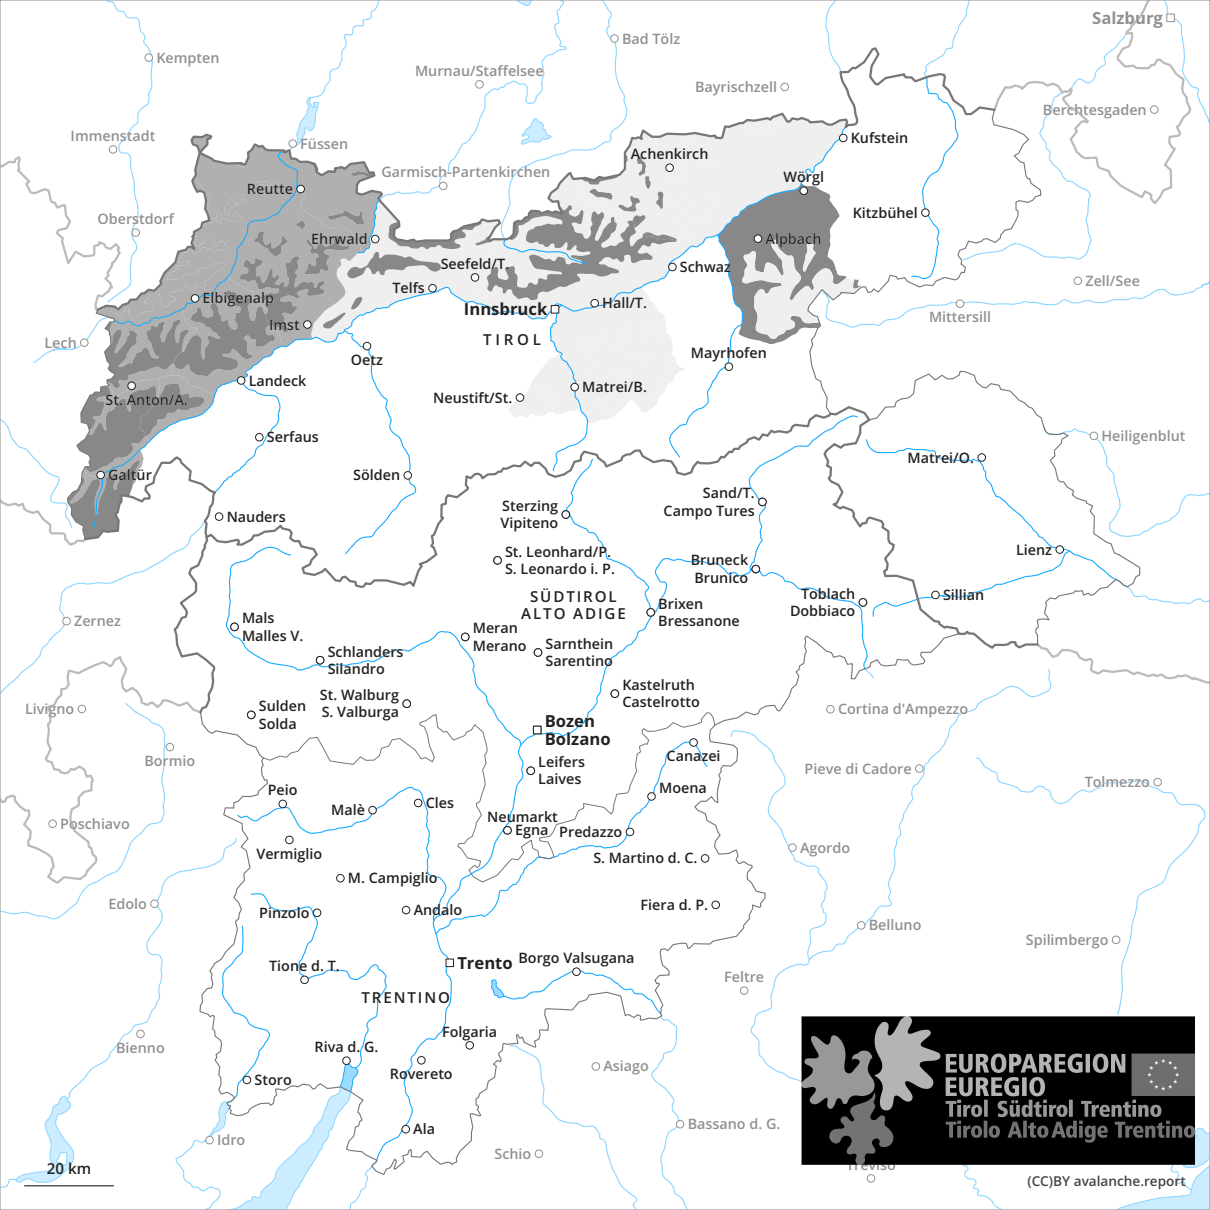 Salzburg
Bad Tölz
Kempten
Murnau/Staffelsee
Bayrischzell
Berchtesgaden
Immenstadt
Füssen
Kufstein
Achenkirch
Garmisch-Partenkirchen
Wörgl
Reutte
Kitzbühel
Oberstdorf
Ehrwald
Alpbach
Seefeld/T.
Schwaz
Zell/See
Telfs
Elbigenalp
Hall/T.
Innsbruck
Mittersill
Imst
TIROL
Lech
Mayrhofen
Oetz
Landeck
Matrei/B.
St. Anton/A.
Neustift/St.
Serfaus
Heiligenblut
Matrei/O.
Galtür
Sölden
Sand/T.
Campo Tures
Sterzing
Vipiteno
Nauders
St. Leonhard/P.
S. Leonardo i. P.
Lienz
Bruneck
Brunico
SÜDTIROL
ALTO ADIGE
Toblach
Dobbiaco
Sillian
Brixen
Bressanone
Zernez
Mals
Malles V.
Meran
Merano
Sarnthein
Sarentino
Schlanders
Silandro
Kastelruth
Castelrotto
St. Walburg
S. Valburga
Livigno
Sulden
Solda
Cortina d'Ampezzo
Bozen
Bolzano
Bormio
Canazei
Leifers
Laives
Pieve di Cadore
Tolmezzo
Peio
Moena
Malè
Cles
Neumarkt
Egna
Poschiavo
Predazzo
Vermiglio
Agordo
S. Martino d. C.
M. Campiglio
Edolo
Pinzolo
Andalo
Fiera d. P.
Belluno
Spilimbergo
Borgo Valsugana
Trento
Tione d. T.
Feltre
TRENTINO
Folgaria
Bienno
Riva d. G.
Asiago
Rovereto
Storo
EUROPAREGION
EUREGIO
Tirol Südtirol Trentino
Tirolo Alto Adige Trentino
Ala
Bassano d. G.
Idro
Schio
Treviso
20 km
(CC)BY avalanche.report